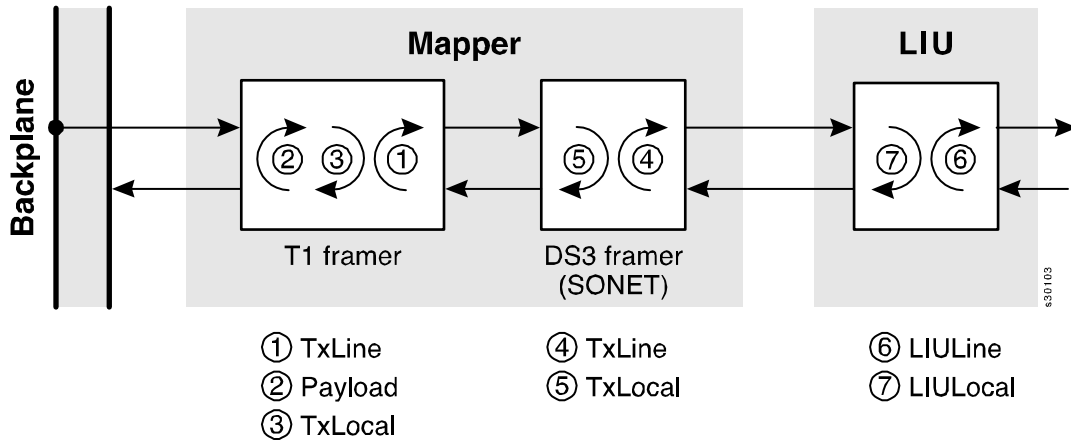 Mapper
LIU
Backplane
2 3 1
5 4
7 6
T1 framer
DS3 framer
(SONET)
s30103
1 TxLine
2 Payload
3 TxLocal
4 TxLine
5 TxLocal
6 LIULine
7 LIULocal